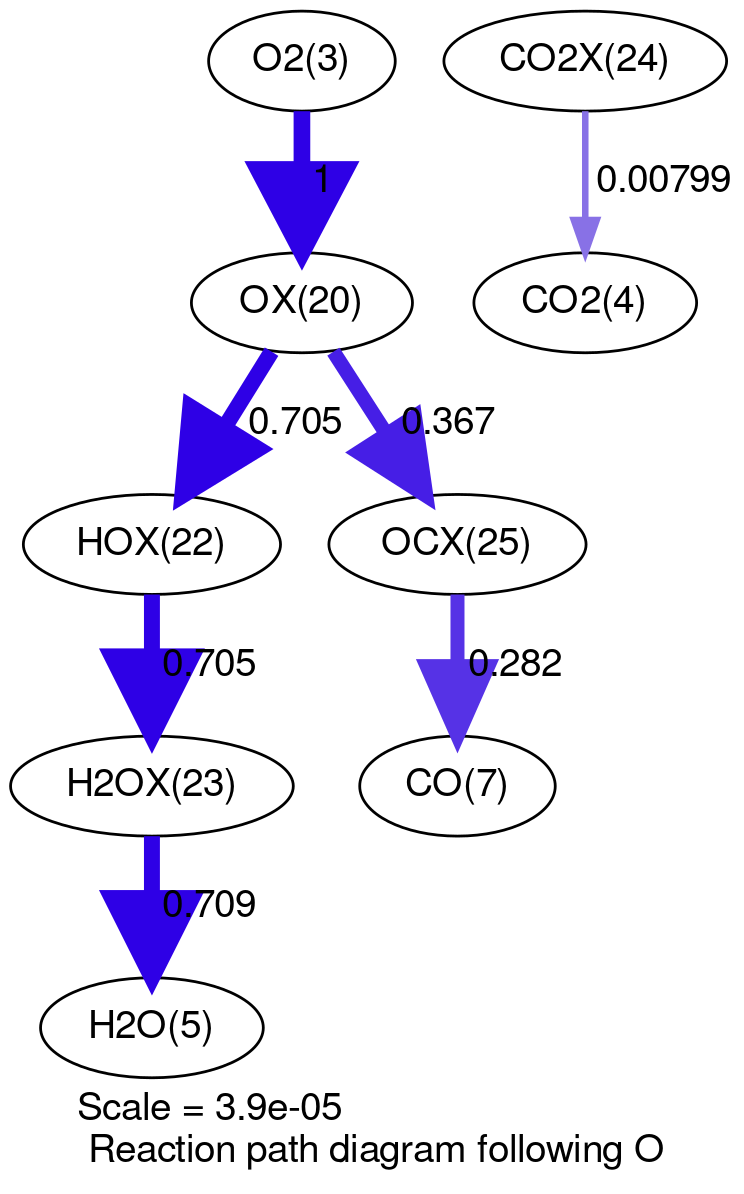 O2(3)
CO2X(24)
1
0.00799
OX(20)
CO2(4)
0.705
0.367
HOX(22)
OCX(25)
0.705
0.282
H2OX(23)
CO(7)
0.709
H2O(5)
Scale = 3.9e-05
Reaction path diagram following O